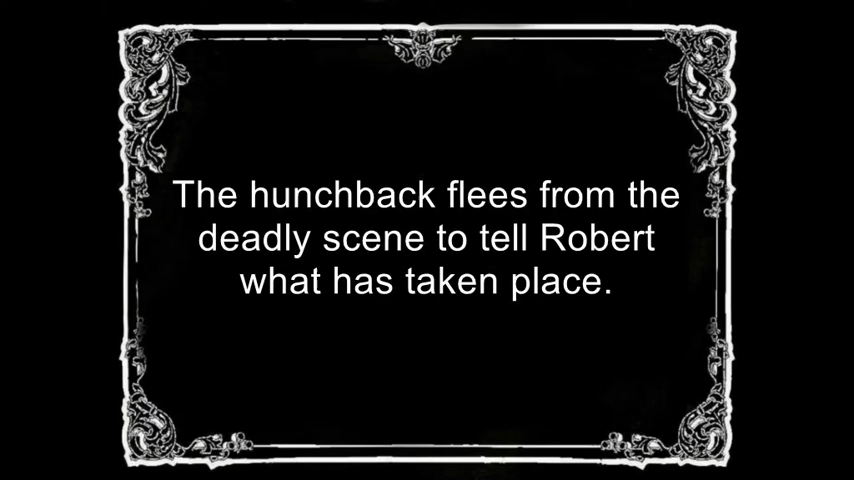 The hunchback flees from the
deadly scene to tell Robert
what has taken place.